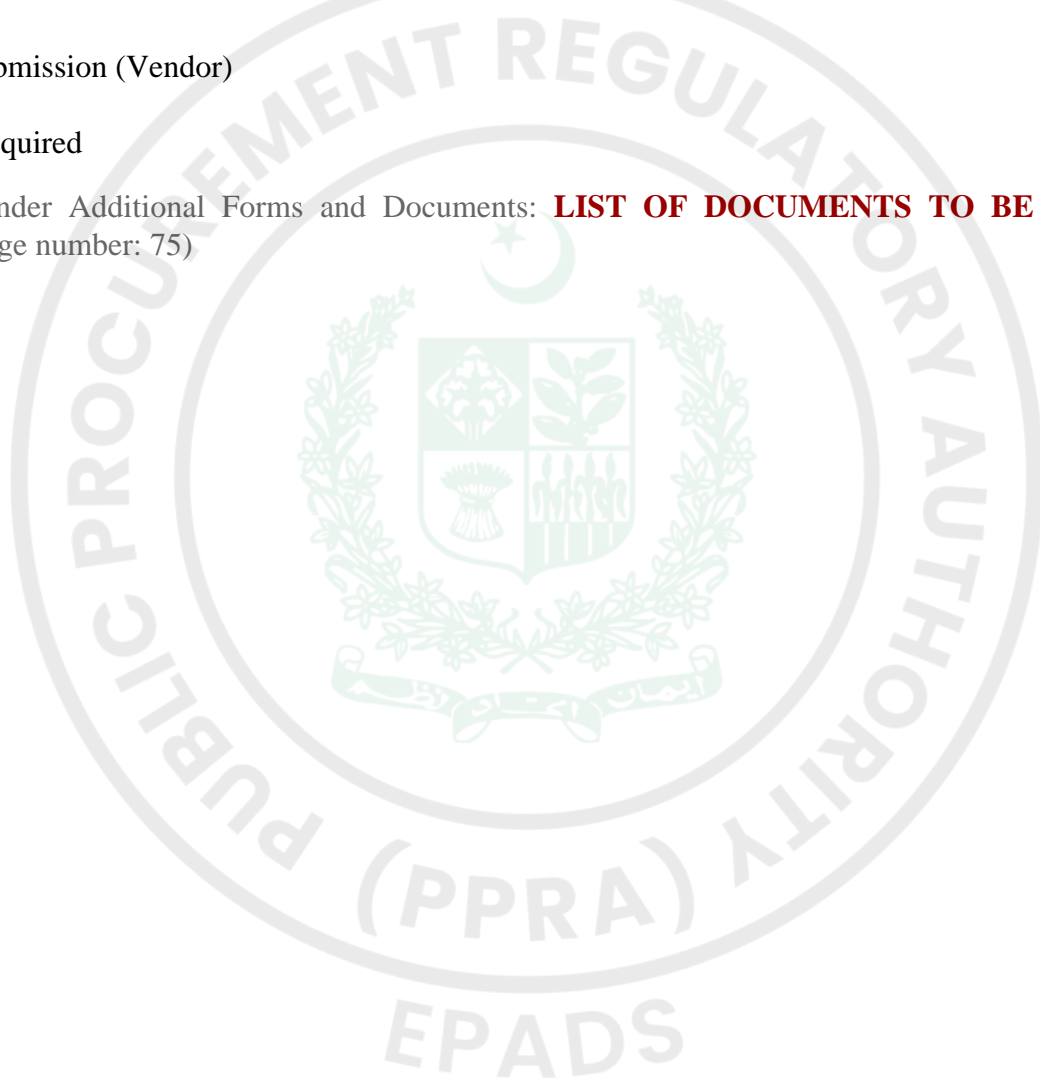 bmission (Vendor)
quired
nder Additional Forms and Documents: LIST OF DOCUMENTS TO BE
ge number: 75)
PUBLIC PROCUREMENT REGULATORY AUTHORITY
(PPRA)
EPADS